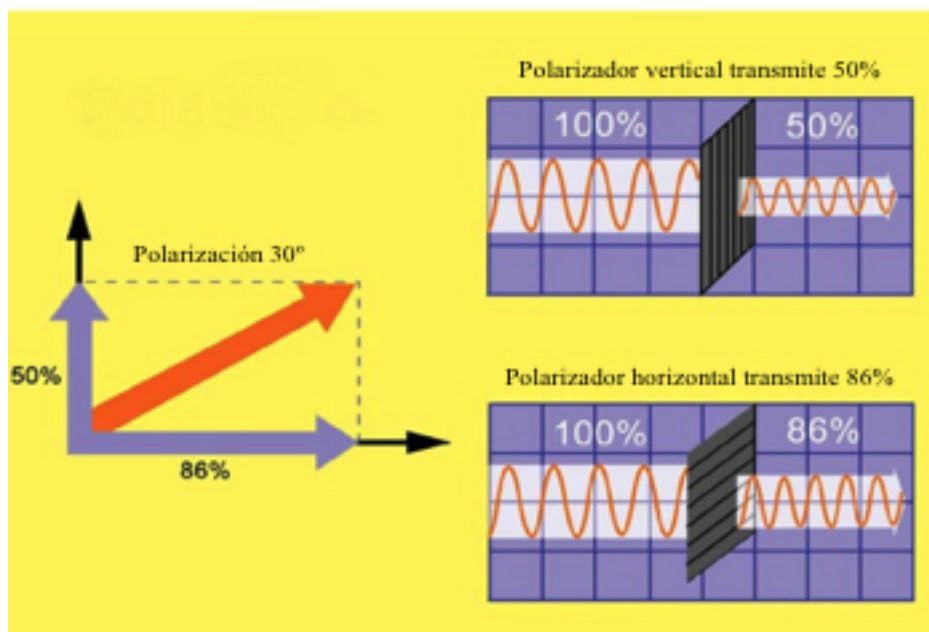 Polarización 30º
50%
86%
Polarizador vertical transmite 50%
100%
50%
Polarizador horizontal transmite 86%
100%
86%